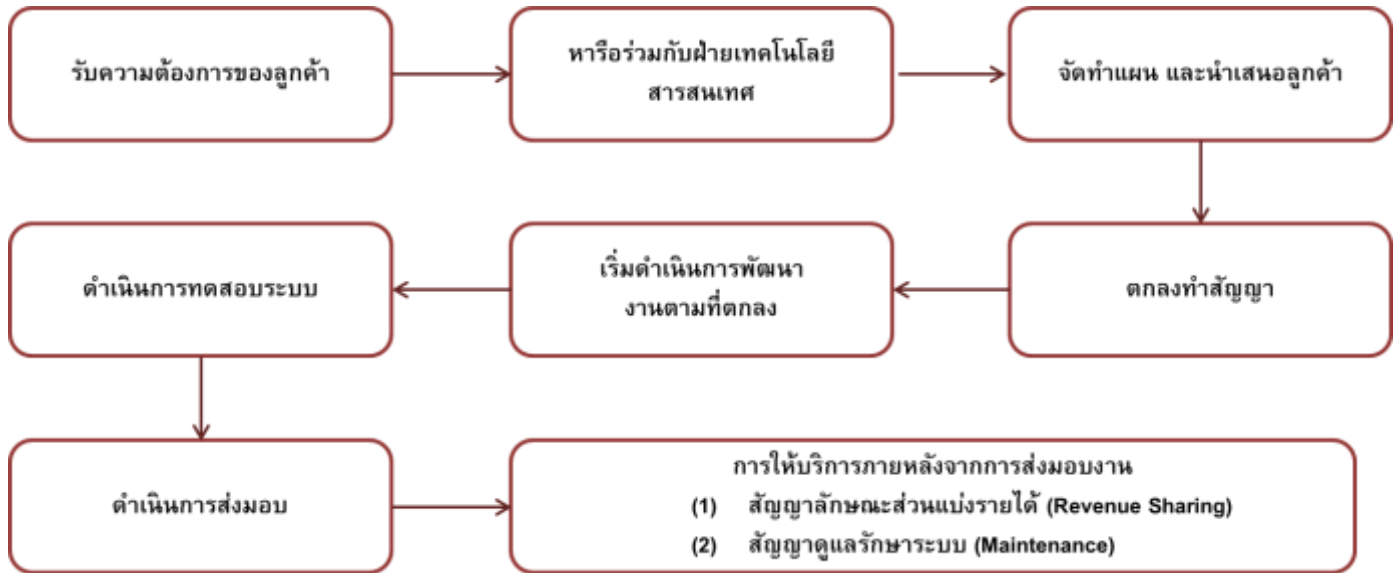 รับความต้องการของลูกค้า
หารือร่วมกับฝ่ายเทคโนโลยี
สารสนเทศ
จัดทำแผน และนำเสนอลูกค้า
ตกลงทำสัญญา
เริ่มดำเนินการพัฒนา
งานตามที่ตกลง
ดำเนินการทดสอบระบบ
ดำเนินการส่งมอบ
การให้บริการภายหลังจากการส่งมอบงาน
(1) สัญญาลักษณะส่วนแบ่งรายได้ (Revenue Sharing)
(2) สัญญาดูแลรักษาระบบ (Maintenance)